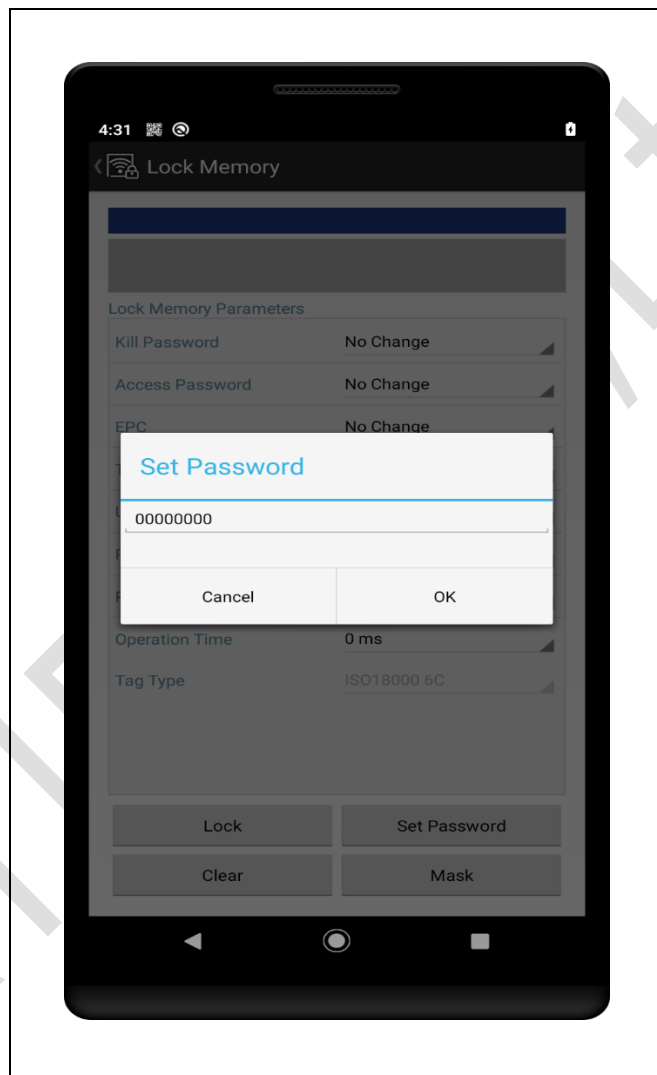 4:31
Lock Memory
Lock Memory Parameters
Kill Password No Change
Access Password No Change
EPC No Change
Set Password
00000000
Cancel OK
Operation Time 0 ms
Tag Type ISO18000 6C
Lock Set Password
Clear Mask